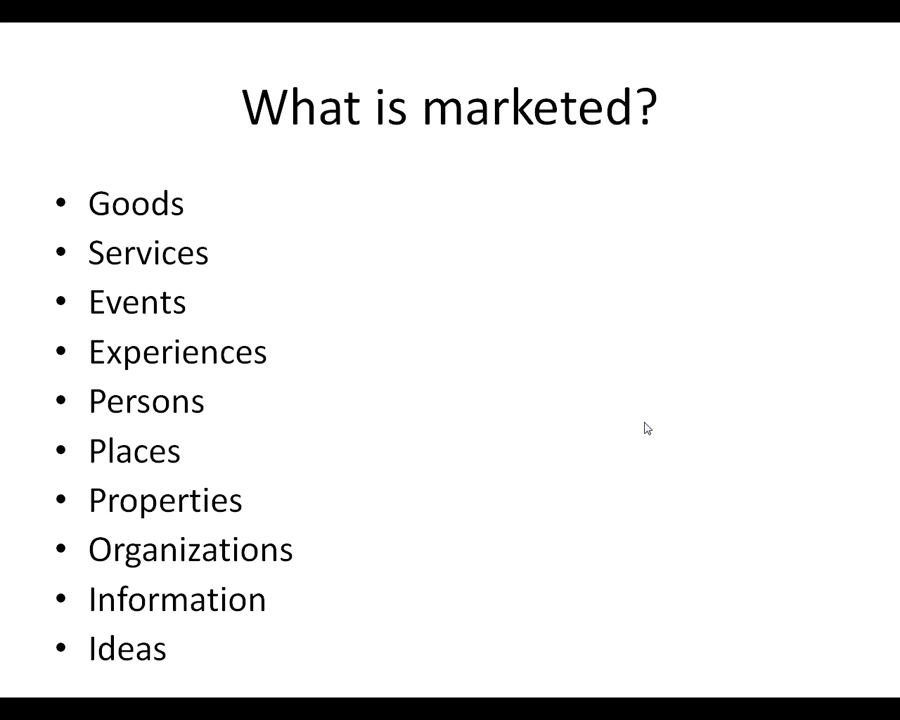 What is marketed?
• Goods
• Services
• Events
• Experiences
• Persons
• Places
• Properties
• Organizations
• Information
• Ideas